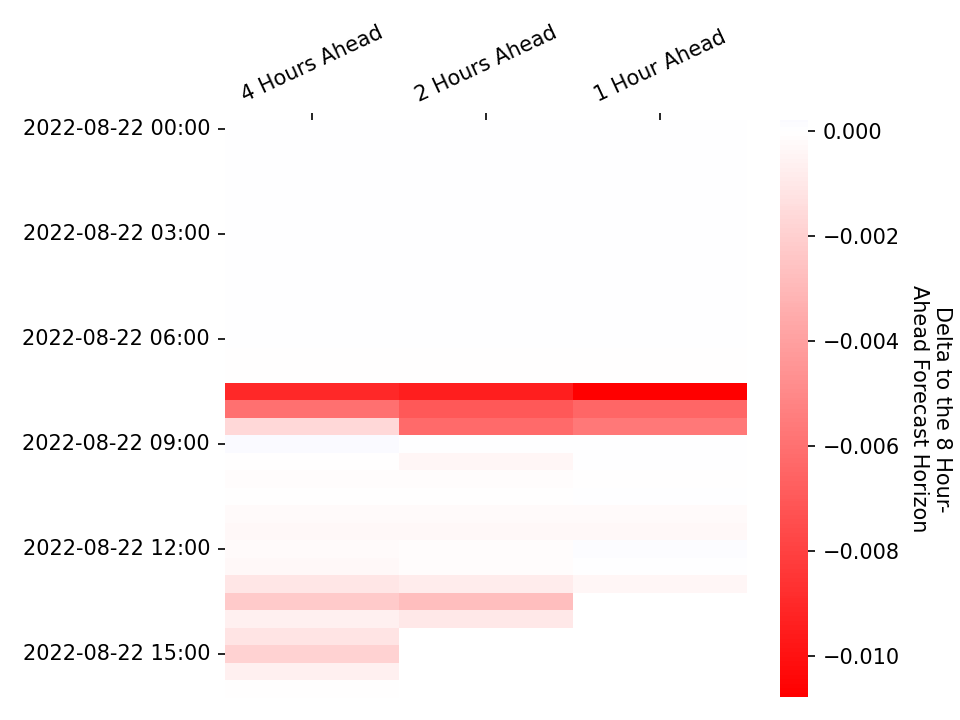 4 Hours Ahead
2 Hours Ahead
1 Hour Ahead
2022-08-22 00:00
2022-08-22 03:00
2022-08-22 06:00
2022-08-22 09:00
2022-08-22 12:00
2022-08-22 15:00
0.000
−0.002
−0.004
−0.006
−0.008
−0.010
Delta to the 8 Hour-
Ahead Forecast Horizon